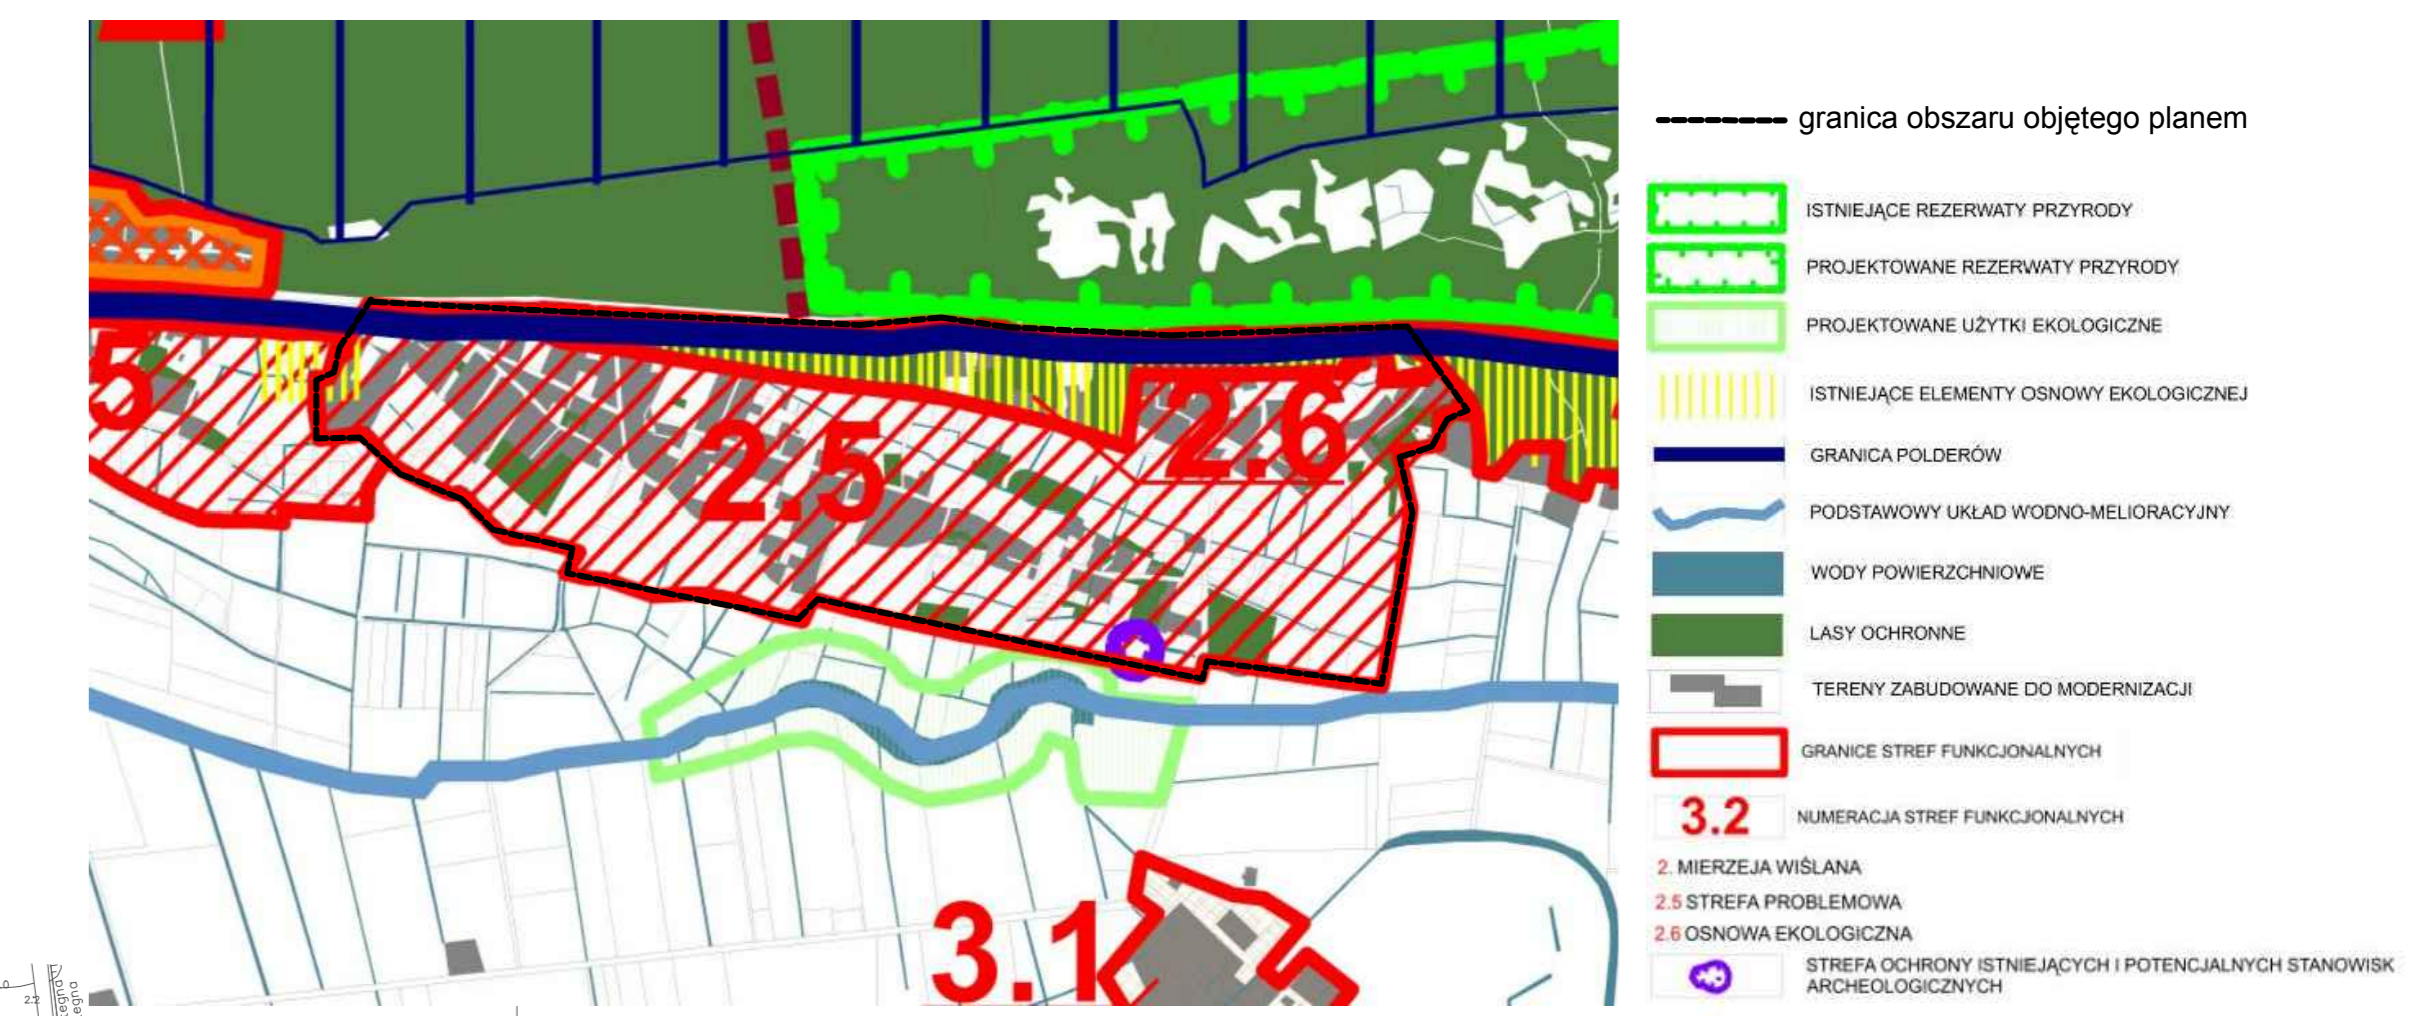 granica obszaru objętego planem
ISTNIEJĄCE REZERWATY PRZYRODY
PROJEKTOWANE REZERWATY PRZYRODY
PROJEKTOWANE UŻYTKI EKOLOGICZNE
ISTNIEJĄCE ELEMENTY OSNOWY EKOLOGICZNEJ
GRANICA POLDERÓW
PODSTAWOWY UKŁAD WODNO-MELIORACYJNY
WODY POWIERZCHNIOWE
LASY OCHRONNE
TERENY ZABUDOWANE DO MODERNIZACJI
GRANICE STREF FUNKCJONALNYCH
3.2 NUMERACJA STREF FUNKCJONALNYCH
2. MIERZEJA WIŚLANA
2.5 STREFA PROBLEMOWA
2.6 OSNOWA EKOLOGICZNA
STREFA OCHRONY ISTNIEJĄCYCH I POTENCJALNYCH STANOWISK
ARCHEOLOGICZNYCH
5
2.5
2.6
3.1
2.2